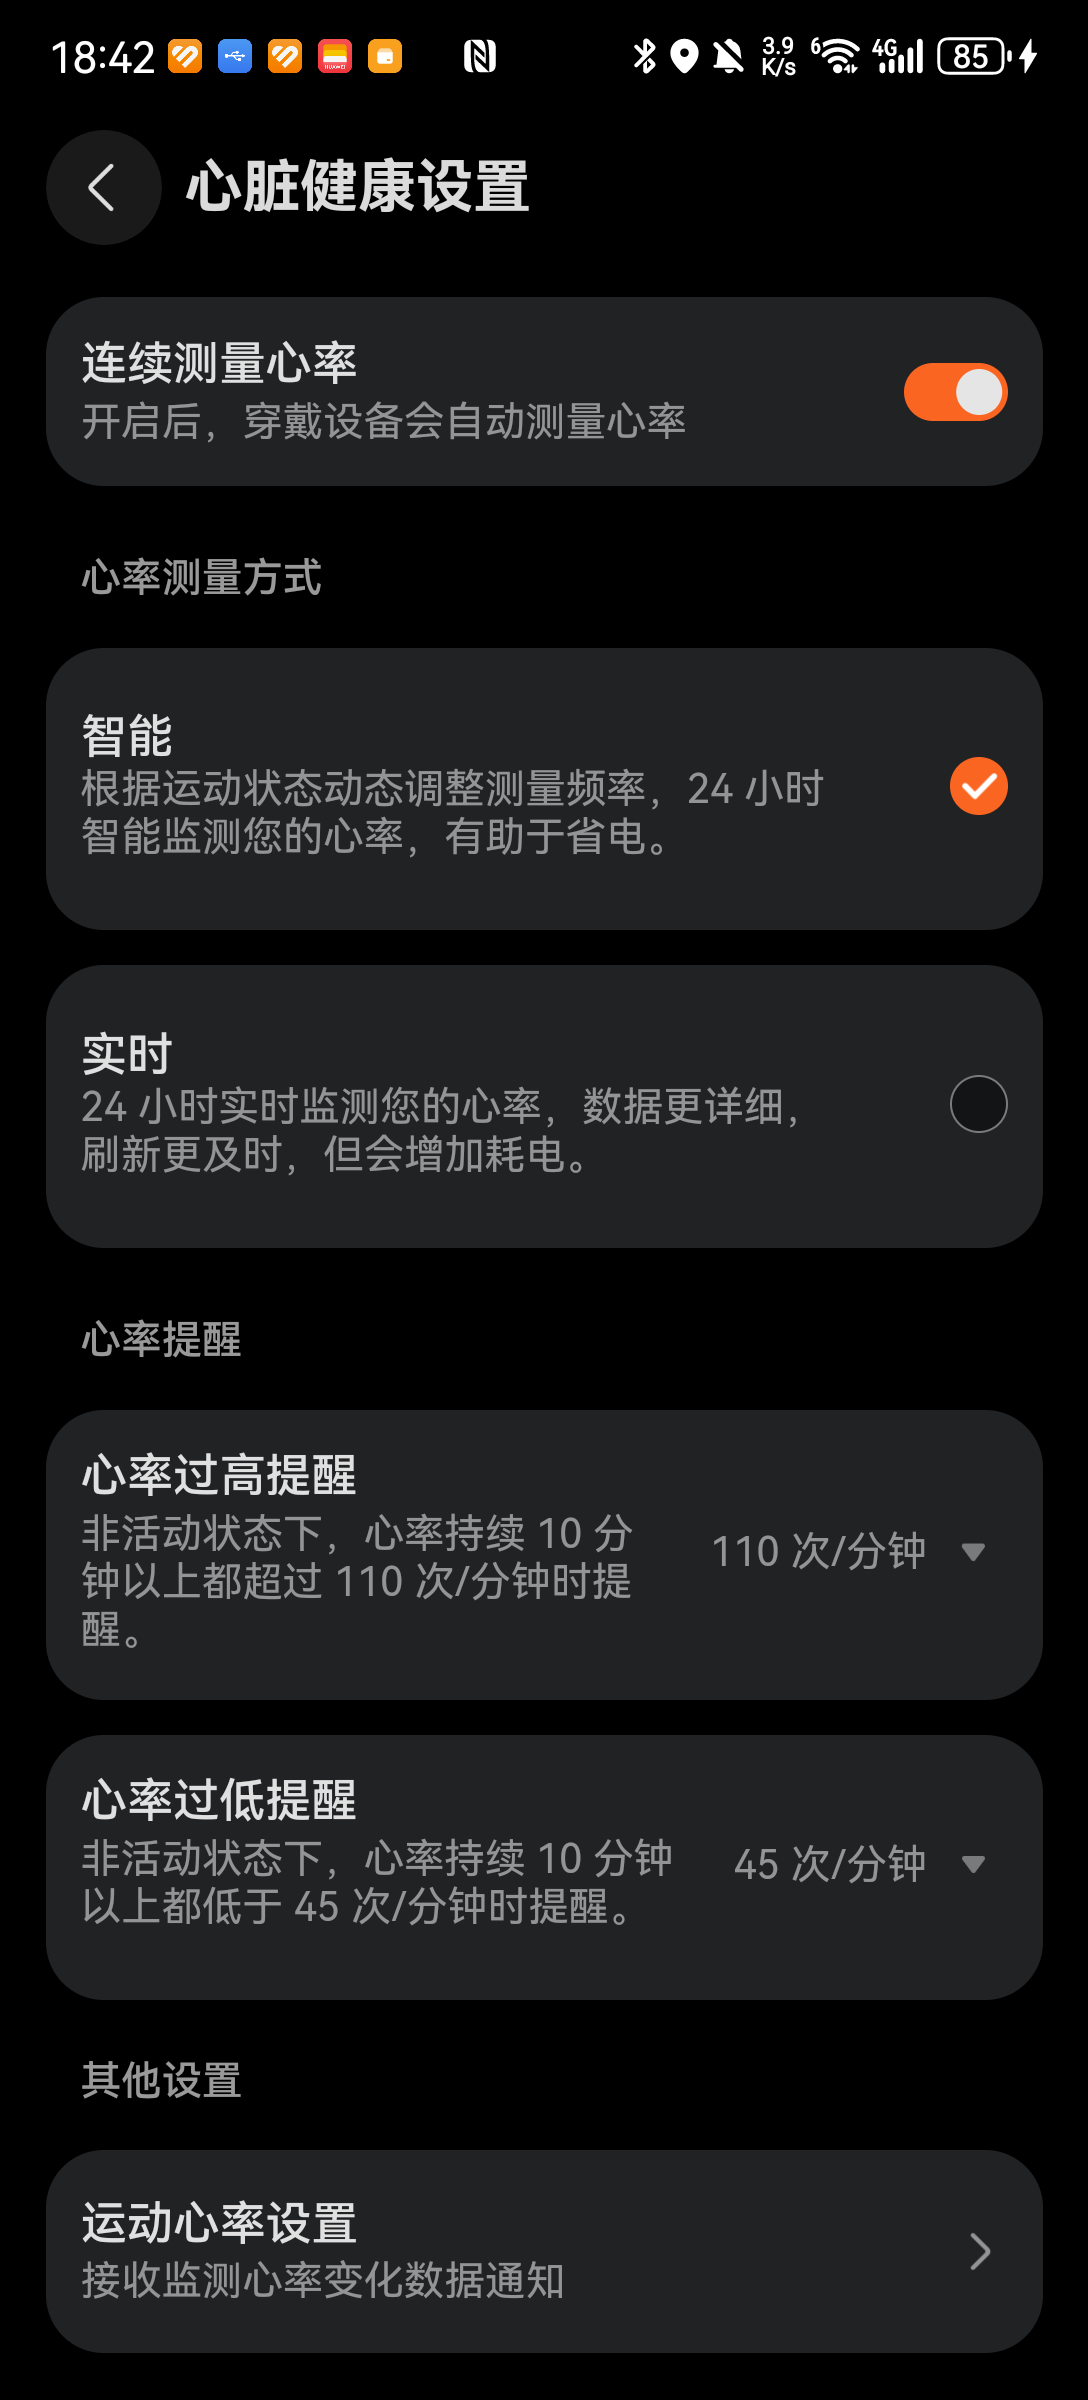 18:42
3.9 K/s
6
4G
85
心脏健康设置
连续测量心率
开启后，穿戴设备会自动测量心率
心率测量方式
智能
根据运动状态动态调整测量频率，24 小时
智能监测您的心率，有助于省电。
实时
24 小时实时监测您的心率，数据更详细，
刷新更及时，但会增加耗电。
心率提醒
心率过高提醒
非活动状态下，心率持续 10 分
钟以上都超过 110 次/分钟时提
醒。
110 次/分钟
心率过低提醒
非活动状态下，心率持续 10 分钟
以上都低于 45 次/分钟时提醒。
45 次/分钟
其他设置
运动心率设置
接收监测心率变化数据通知